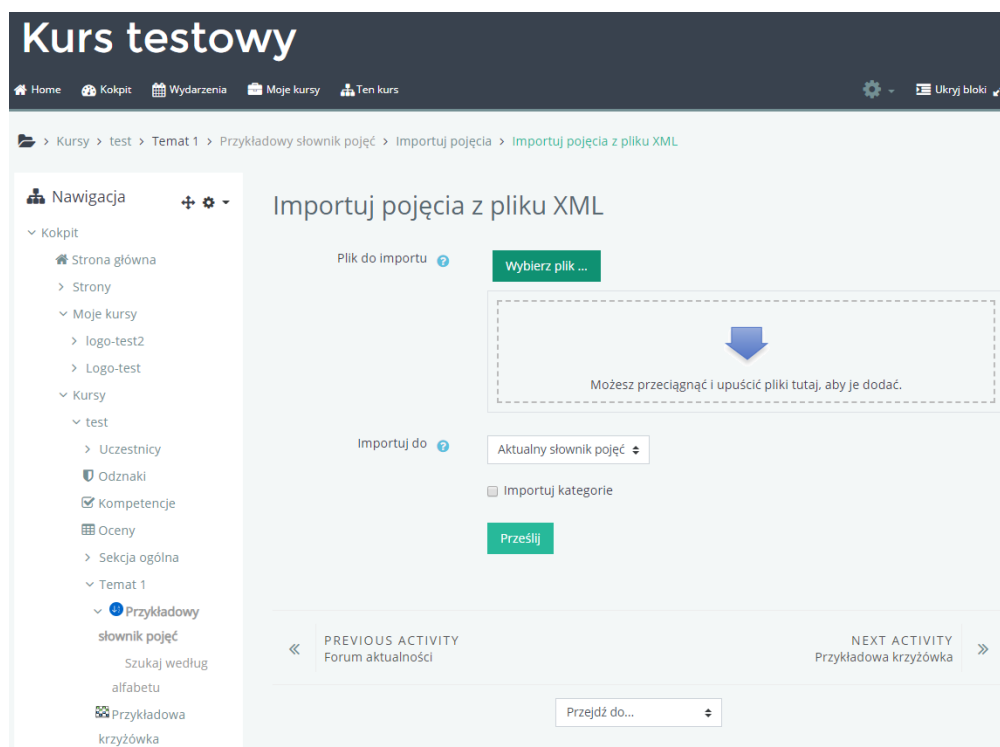 Kurs testowy
Home Kokpit Wydarzenia Moje kursy Ten kurs Ukryj bloki
> Kursy > test > Temat 1 > Przykładowy słownik pojęć > Importuj pojęcia > Importuj pojęcia z pliku XML
Nawigacja
Kokpit
Strona główna
Strony
Moje kursy
logo-test2
Logo-test
Kursy
test
Uczestnicy
Odznaki
Kompetencje
Oceny
Sekcja ogólna
Temat 1
Przykładowy
słownik pojęć
Szukaj według
alfabetu
Przykładowa
krzyżówka
Importuj pojęcia z pliku XML
Plik do importu
Wybierz plik ...
Możesz przeciągnąć i upuścić pliki tutaj, aby je dodać.
Importuj do
Aktualny słownik pojęć
Importuj kategorie
Prześlij
PREVIOUS ACTIVITY
Forum aktualności
NEXT ACTIVITY
Przykładowa krzyżówka
Przejdź do...